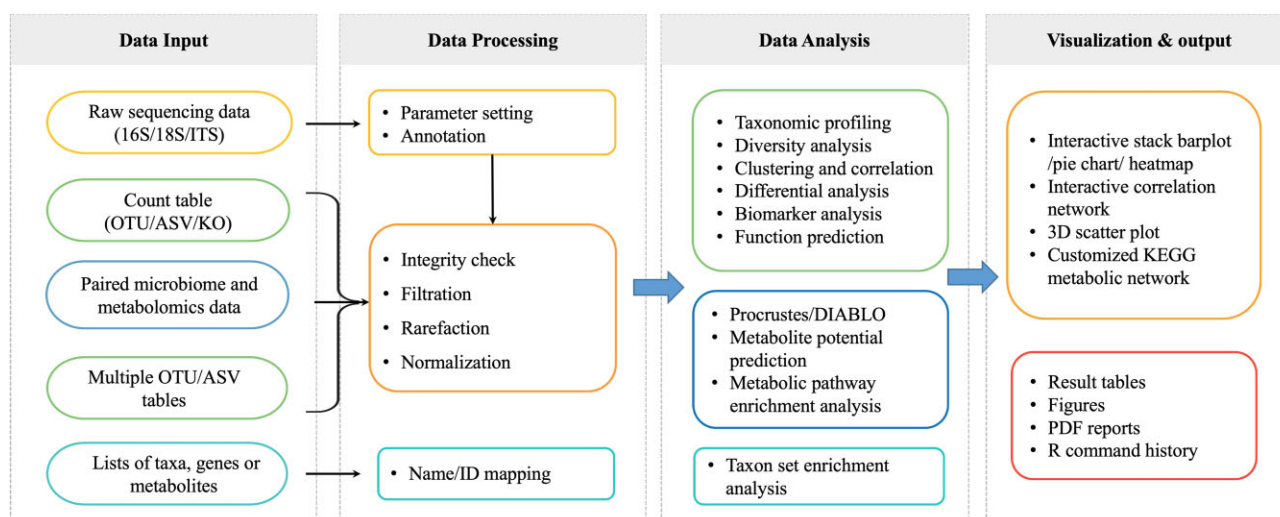 Data Input
Raw sequencing data
(16S/18S/ITS)
Count table
(OTU/ASV/KO)
Paired microbiome and
metabolomics data
Multiple OTU/ASV
tables
Lists of taxa, genes or
metabolites
Data Processing
• Parameter setting
• Annotation
• Integrity check
• Filtration
• Rarefaction
• Normalization
• Name/ID mapping
Data Analysis
• Taxonomic profiling
• Diversity analysis
• Clustering and correlation
• Differential analysis
• Biomarker analysis
• Function prediction
• Procrustes/DIABLO
• Metabolite potential
prediction
• Metabolic pathway
enrichment analysis
• Taxon set enrichment
analysis
Visualization & output
• Interactive stack barplot
/pie chart/ heatmap
• Interactive correlation
network
• 3D scatter plot
• Customized KEGG
metabolic network
• Result tables
• Figures
• PDF reports
• R command history